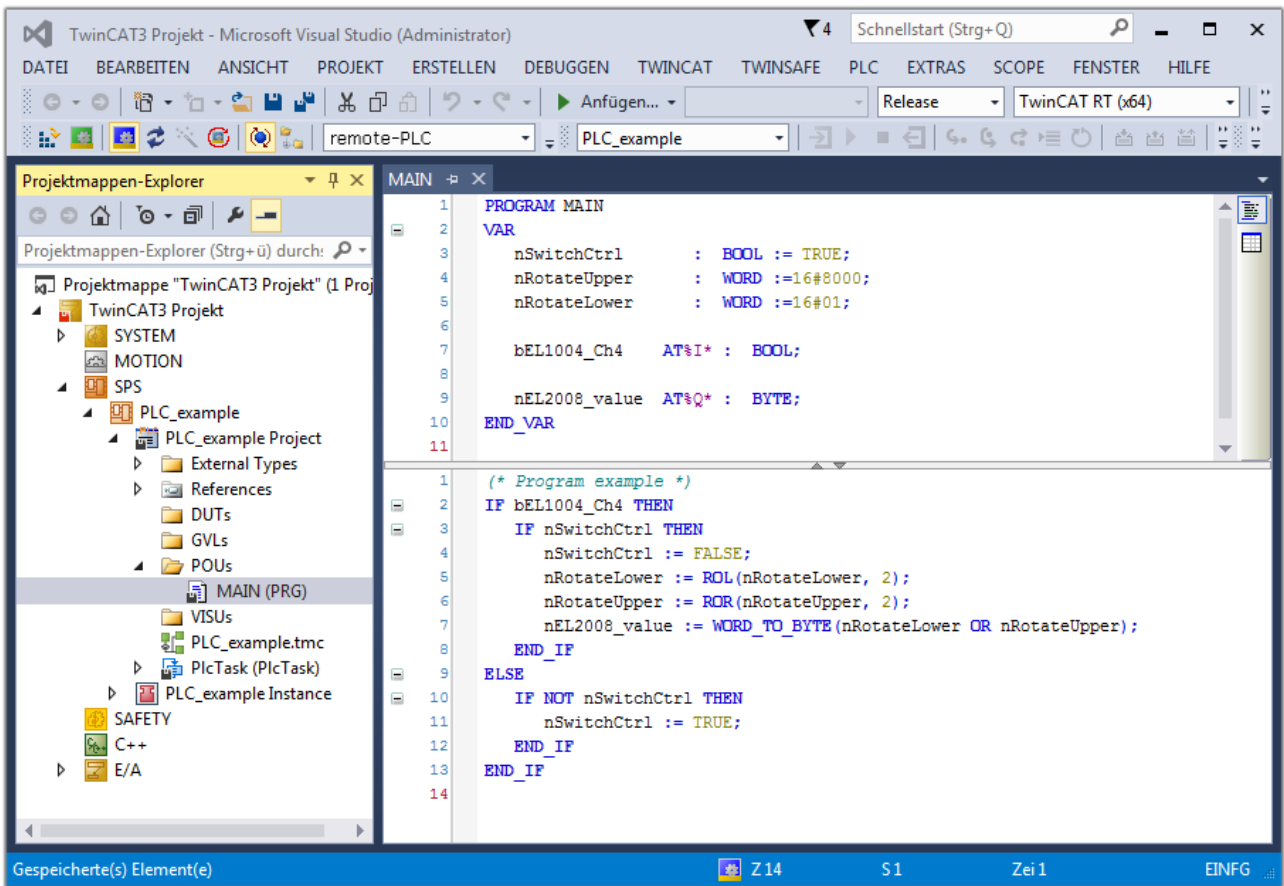 TwinCAT3 Projekt - Microsoft Visual Studio (Administrator) 4 Schnellstart (Strg+Q)
DATEI BEARBEITEN ANSICHT PROJEKT ERSTELLEN DEBUGGEN TWINCAT TWINSAFE PLC EXTRAS SCOPE FENSTER HILFE
Anfügen... Release TwinCAT RT (x64)
remote-PLC PLC_example
Projektmappen-Explorer
Projektmappen-Explorer (Strg+ü) durch:
Projektmappe "TwinCAT3 Projekt" (1 Proj
TwinCAT3 Projekt
SYSTEM
MOTION
SPS
PLC_example
PLC_example Project
External Types
References
DUTs
GVLs
POUs
MAIN (PRG)
VISUs
PLC_example.tmc
PlcTask (PlcTask)
PLC_example Instance
SAFETY
C++
E/A
MAIN
1 PROGRAM MAIN
2 VAR
3 nSwitchCtrl : BOOL := TRUE;
4 nRotateUpper : WORD :=16#8000;
5 nRotateLower : WORD :=16#01;
6
7 bEL1004_Ch4 AT%I* : BOOL;
8
9 nEL2008_value AT%Q* : BYTE;
10 END_VAR
11
1 (* Program example *)
2 IF bEL1004_Ch4 THEN
3 IF nSwitchCtrl THEN
4 nSwitchCtrl := FALSE;
5 nRotateLower := ROL(nRotateLower, 2);
6 nRotateUpper := ROR(nRotateUpper, 2);
7 nEL2008_value := WORD_TO_BYTE(nRotateLower OR nRotateUpper);
8 END_IF
9 ELSE
10 IF NOT nSwitchCtrl THEN
11 nSwitchCtrl := TRUE;
12 END_IF
13 END_IF
14
Gespeicherte(s) Element(e) Z 14 S 1 Zei 1 EINFG